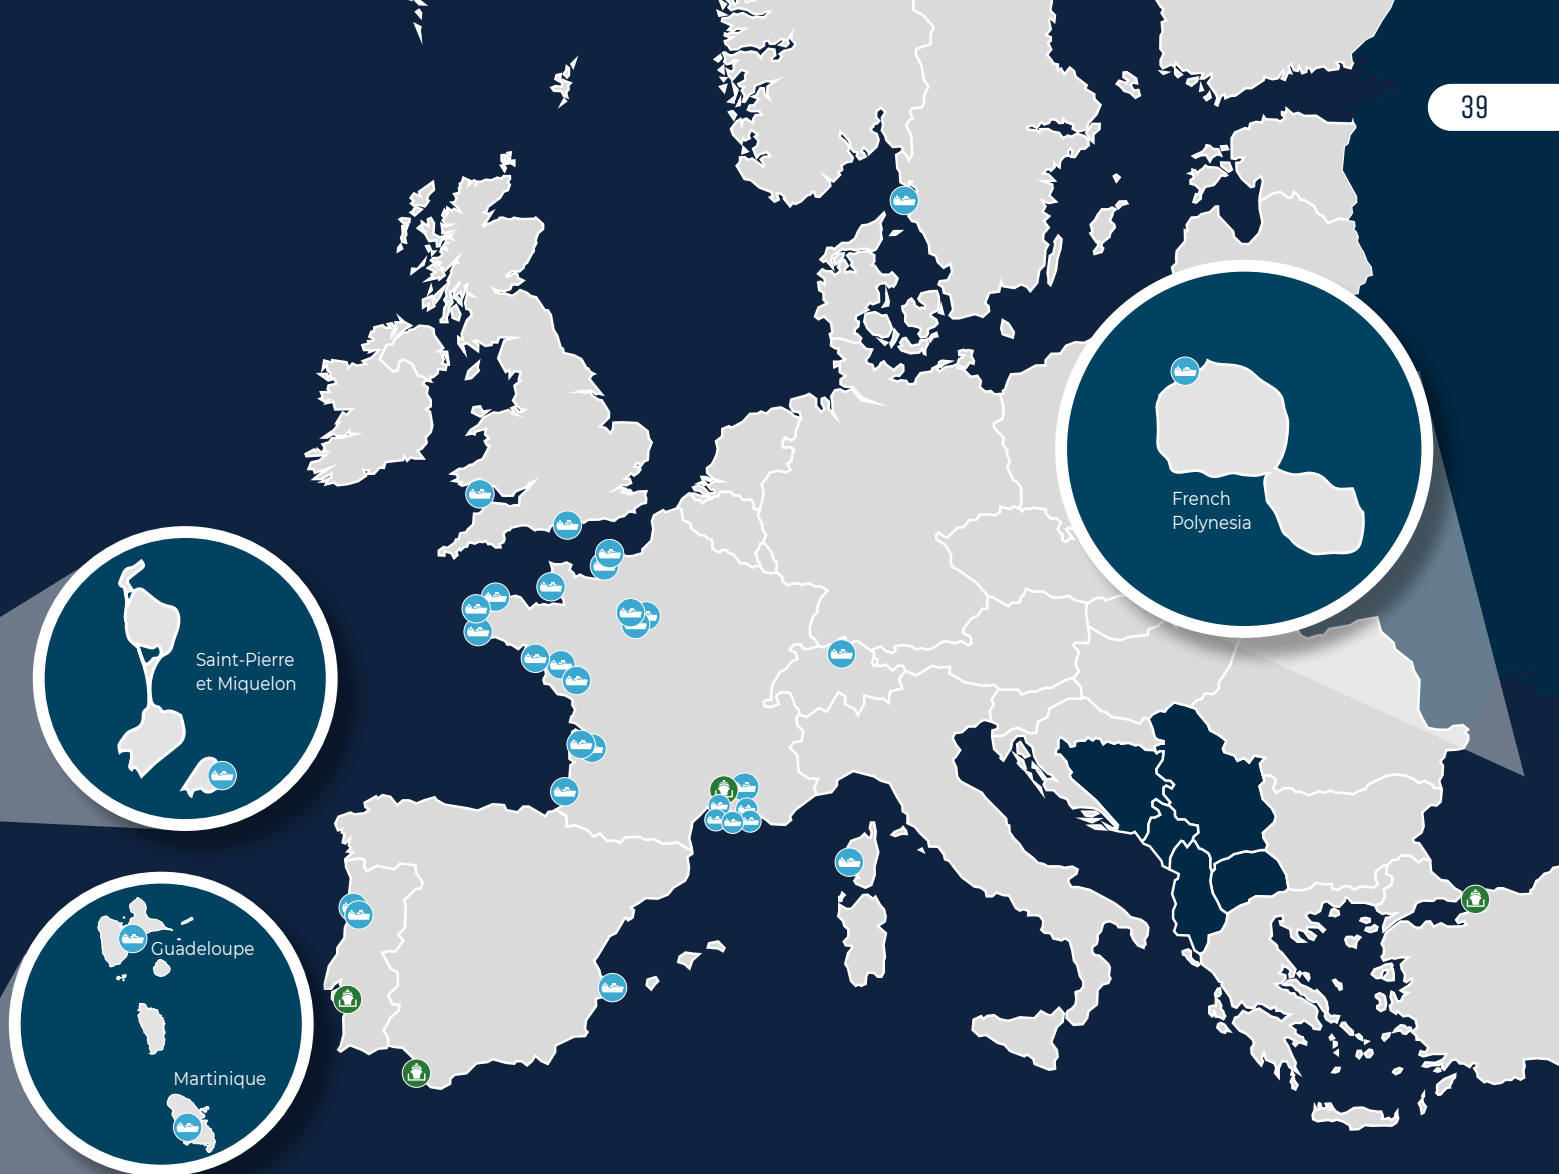 39
French
Polynesia
Saint-Pierre
et Miquelon
Guadeloupe
Martinique